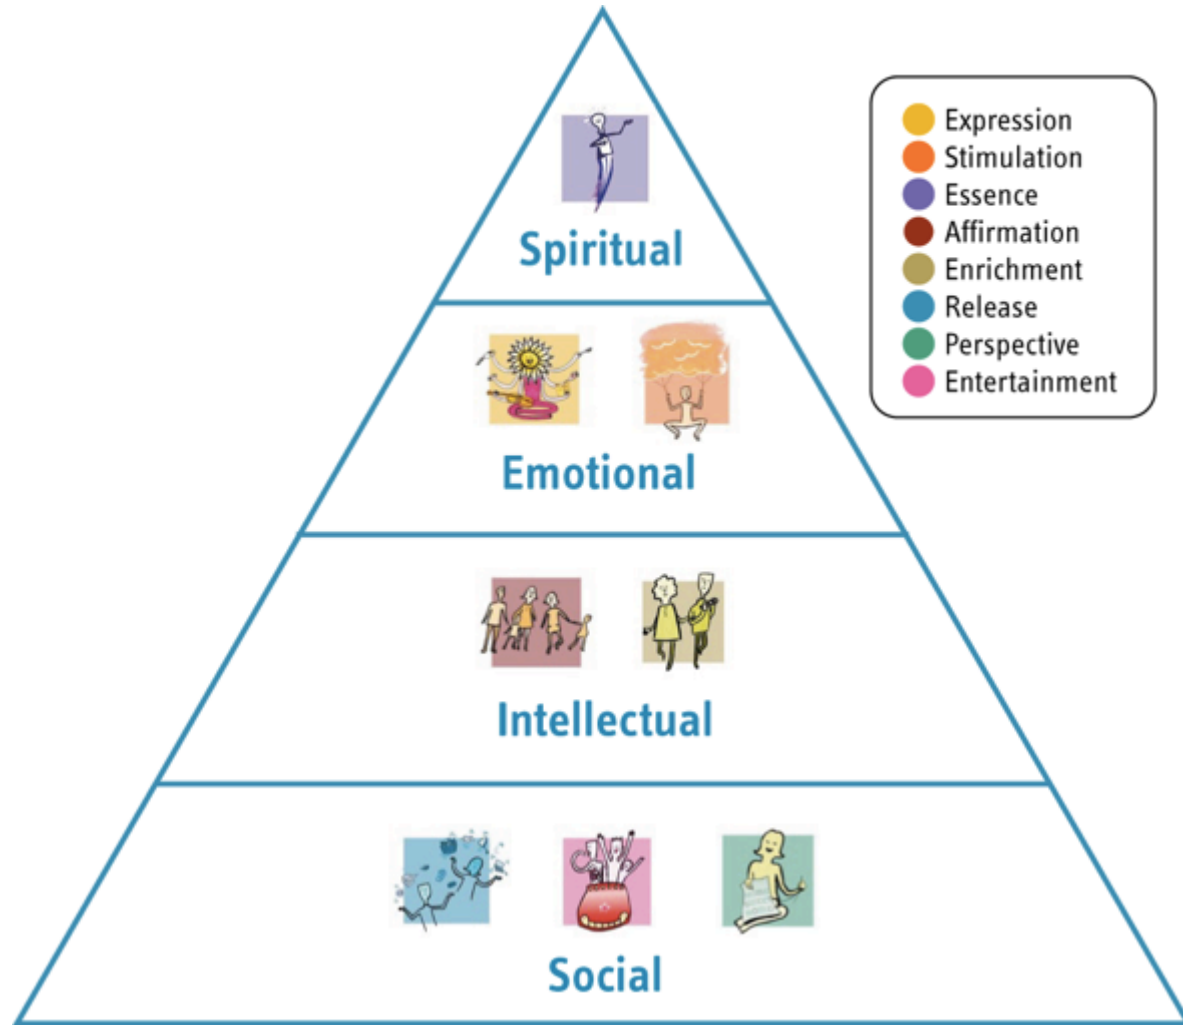 Expression
Stimulation
Essence
Affirmation
Enrichment
Release
Perspective
Entertainment
Spiritual
Emotional
Intellectual
Social